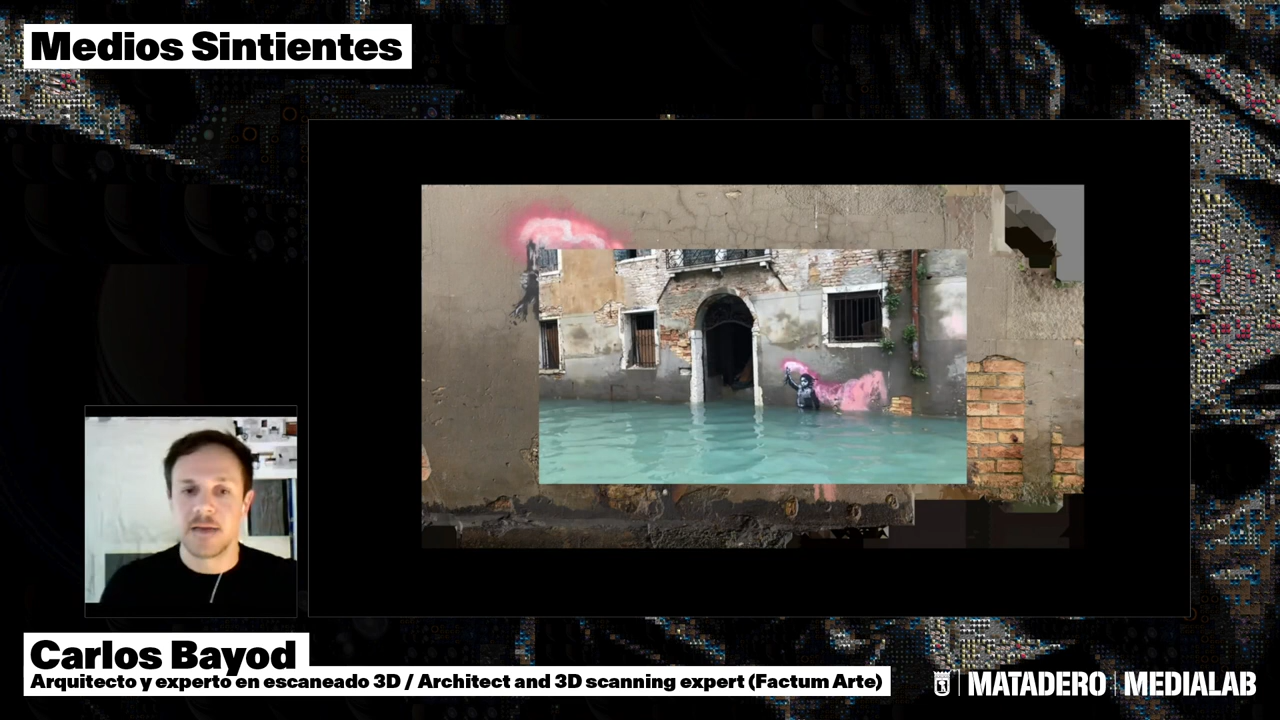 Medios Sintientes
Carlos Bayod
Arquitecto y experto en escaneado 3D / Architect and 3D scanning expert (Factum Arte)
MATADERO MEDIALAB